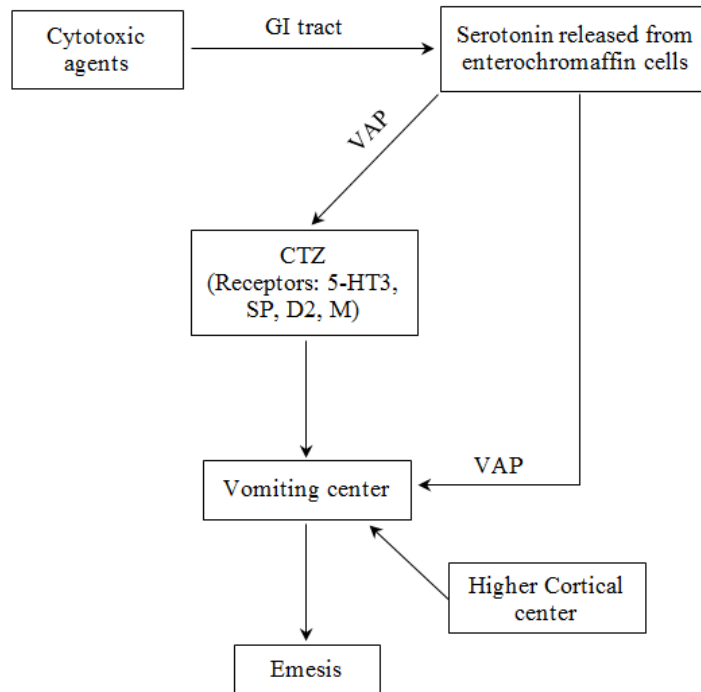 Cytotoxic
agents
GI tract
Serotonin released from
enterochromaffin cells
VAP
CTZ
(Receptors: 5-HT3,
SP, D2, M)
VAP
Vomiting center
Higher Cortical
center
Emesis